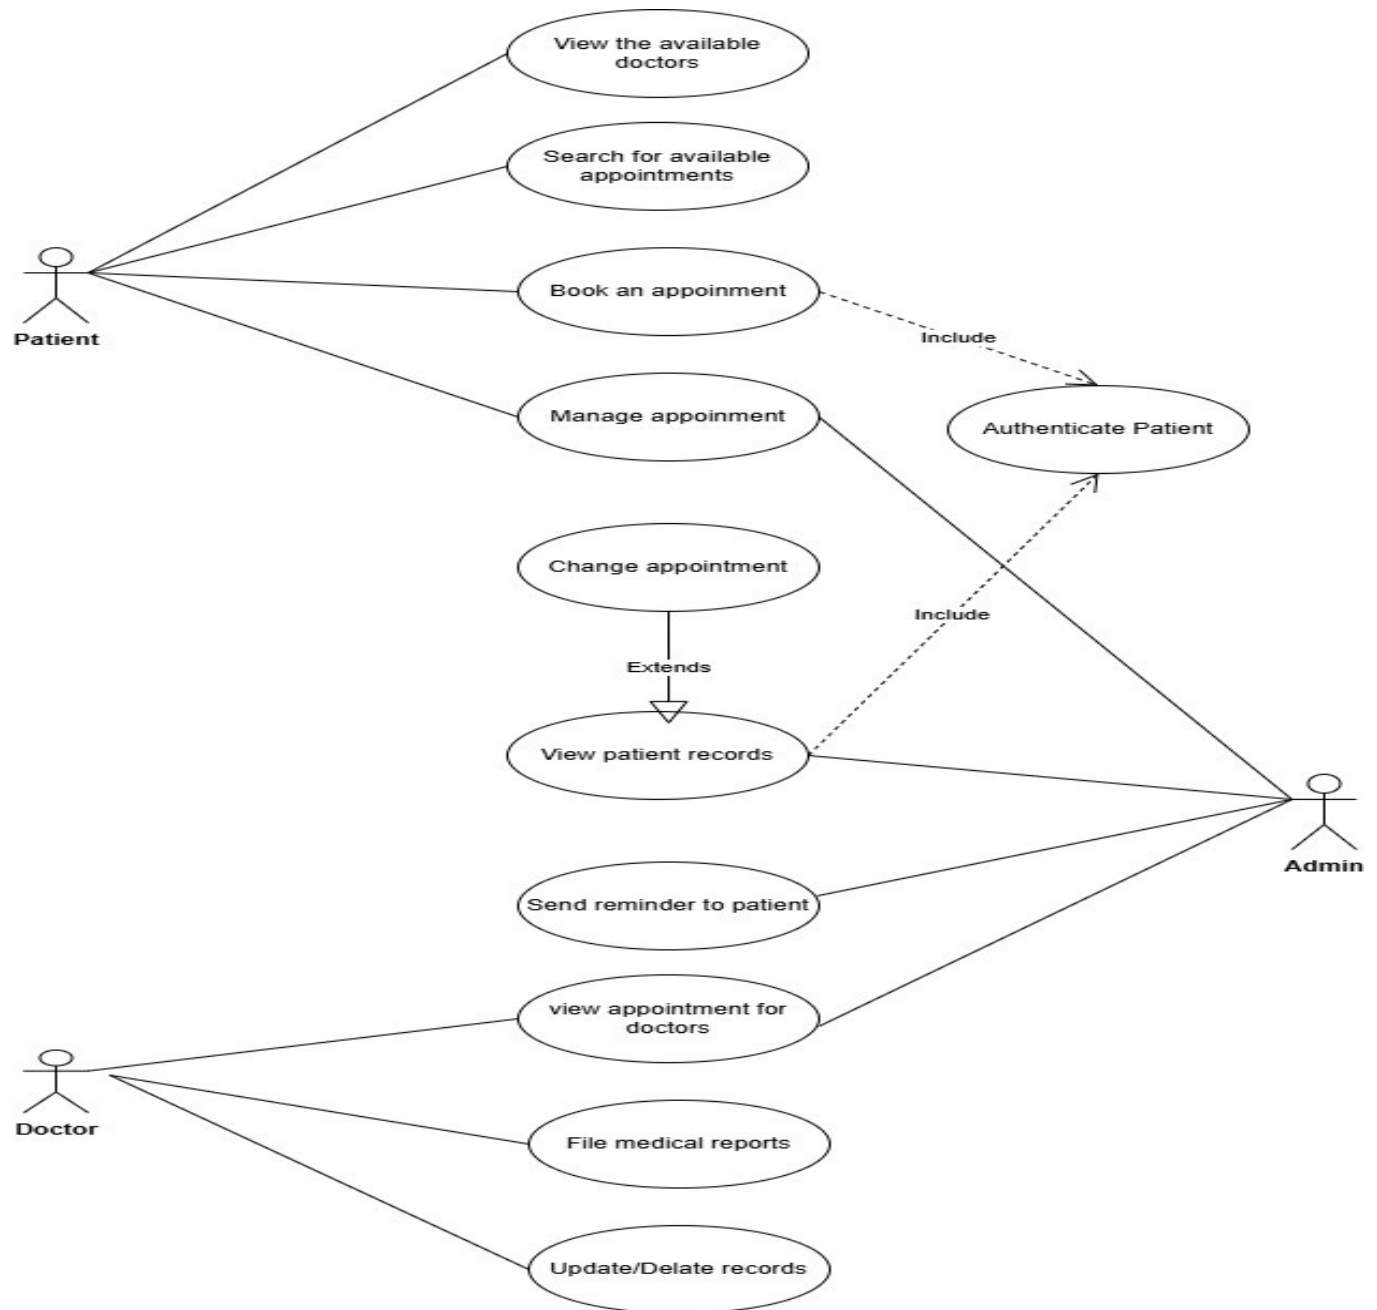 View the available
doctors
Search for available
appointments
Book an appoinment
Include
Patient
Manage appoinment
Authenticate Patient
Change appointment
Include
Extends
View patient records
Admin
Send reminder to patient
view appointment for
doctors
Doctor
File medical reports
Update/Delate records